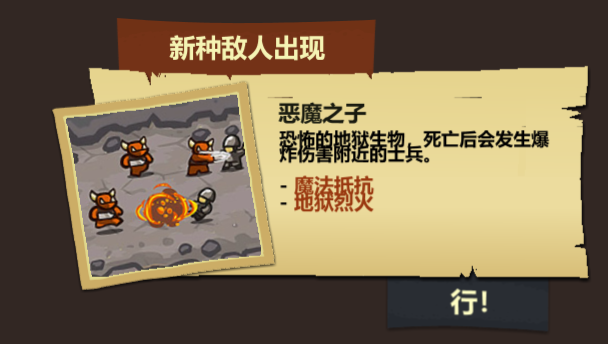 新种敌人出现
恶魔之子
恐怖的地狱生物，死亡后会发生爆
炸伤害附近的士兵。
- 魔法抵抗
- 地狱烈火
行!